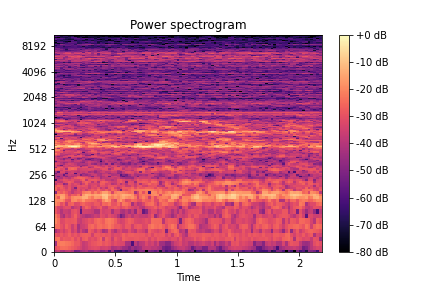 Power spectrogram
8192
4096
2048
1024
512
256
128
64
0
Hz
0
0.5
1
1.5
2
Time
+0 dB
-10 dB
-20 dB
-30 dB
-40 dB
-50 dB
-60 dB
-70 dB
-80 dB